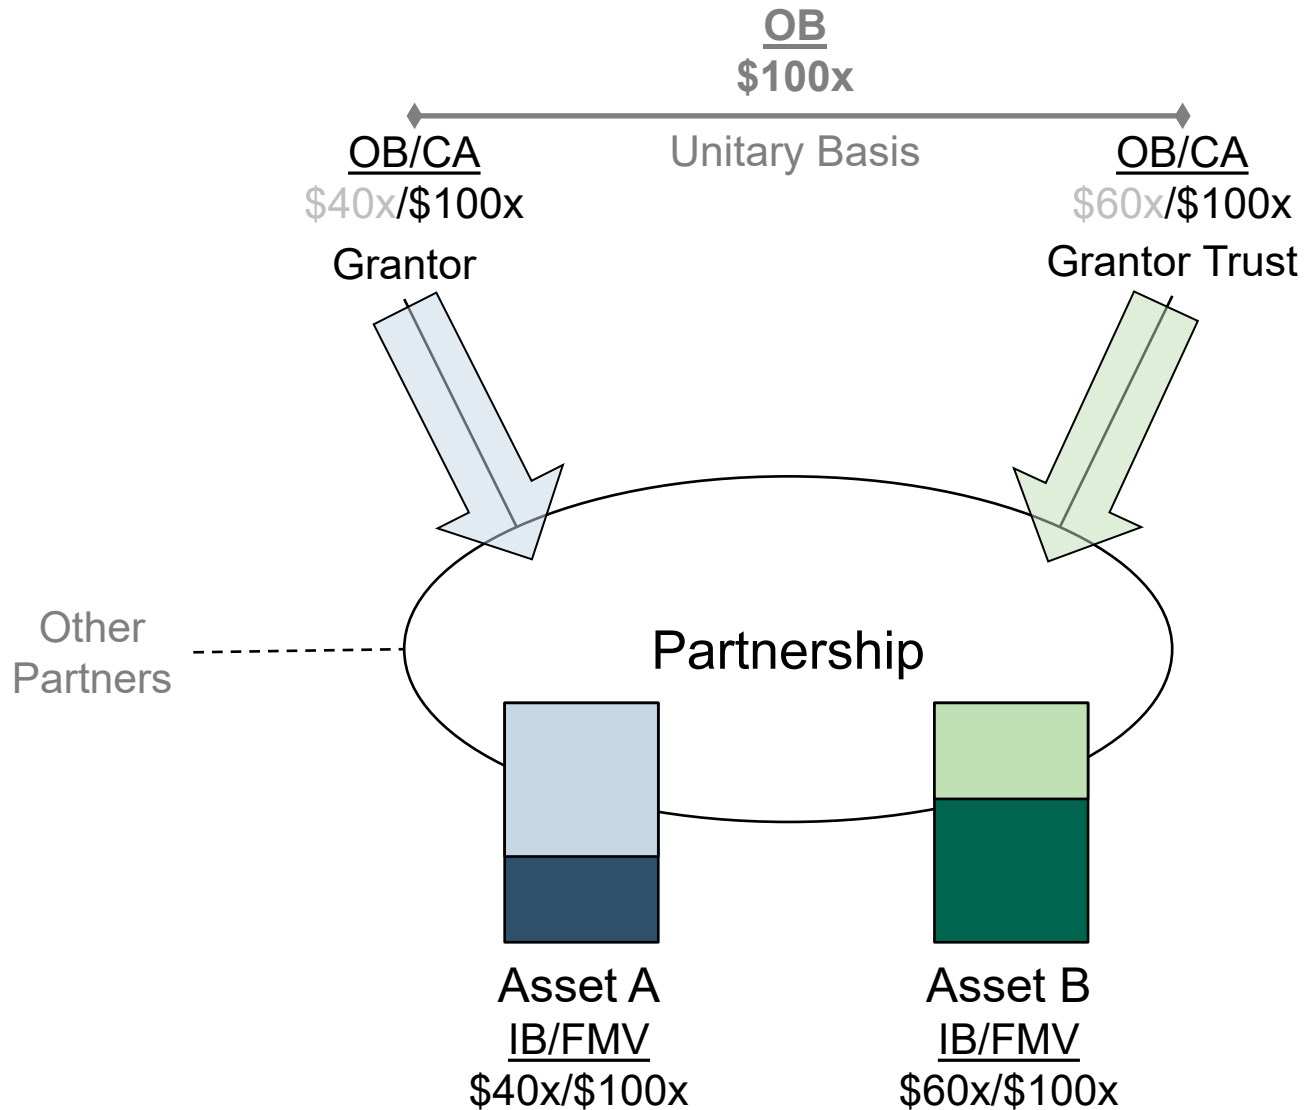 OB
$100x
Unitary Basis
OB/CA
$40x/$100x
Grantor
OB/CA
$60x/$100x
Grantor Trust
Other
Partners
Partnership
Asset A
IB/FMV
$40x/$100x
Asset B
IB/FMV
$60x/$100x